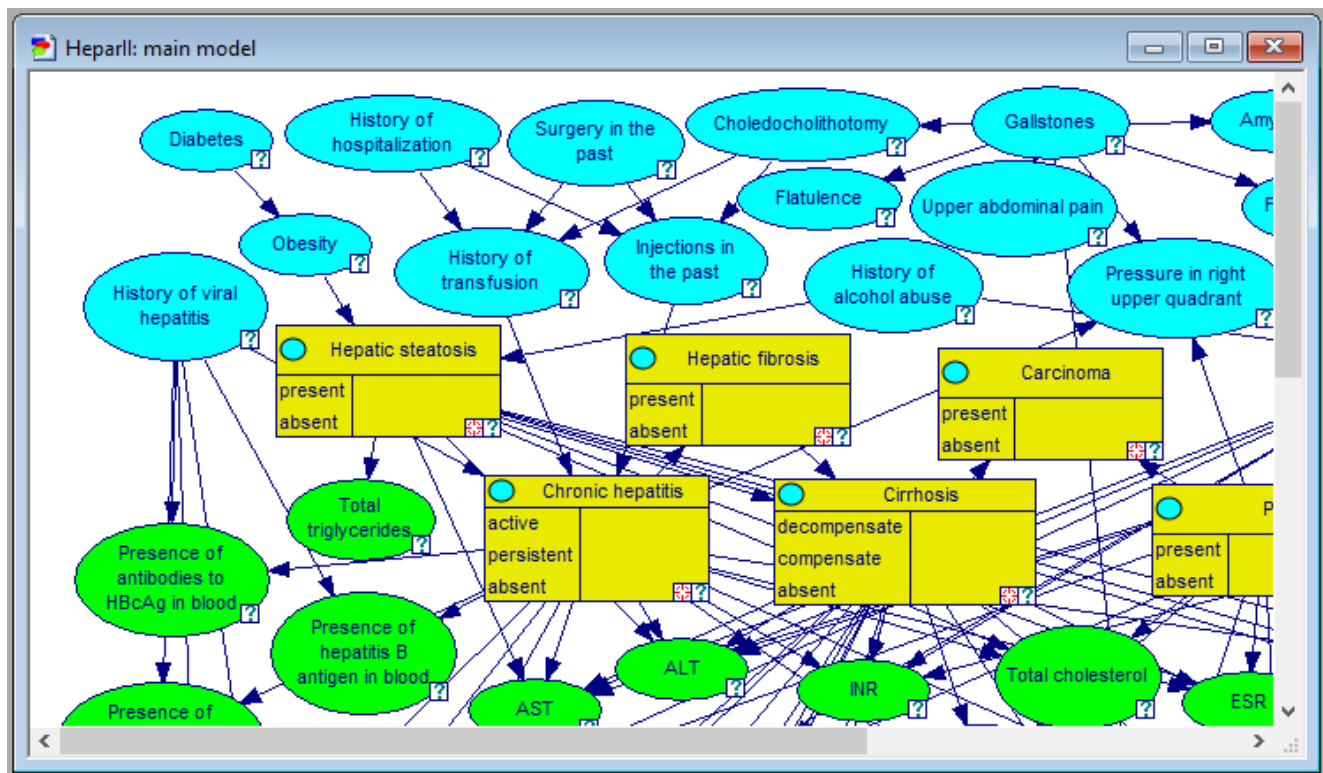 HeparII: main model
Diabetes
?
History of
hospitalization
?
Surgery in the
past
?
Choledocholithotomy
?
Gallstones
?
Amy
Flatulence
?
Upper abdominal pain
?
F
Obesity
?
History of
transfusion
?
Injections in
the past
?
History of
alcohol abuse
?
Pressure in right
upper quadrant
?
History of viral
hepatitis
?
Hepatic steatosis
present
absent
?
Hepatic fibrosis
present
absent
?
Carcinoma
present
absent
?
Total
triglycerides
?
Chronic hepatitis
active
persistent
absent
?
Cirrhosis
decompensate
compensate
absent
?
P
present
absent
Presence of
antibodies to
HBcAg in blood
?
Presence of
hepatitis B
antigen in blood
?
ALT
?
INR
?
Total cholesterol
?
ESR
Presence of
AST
?